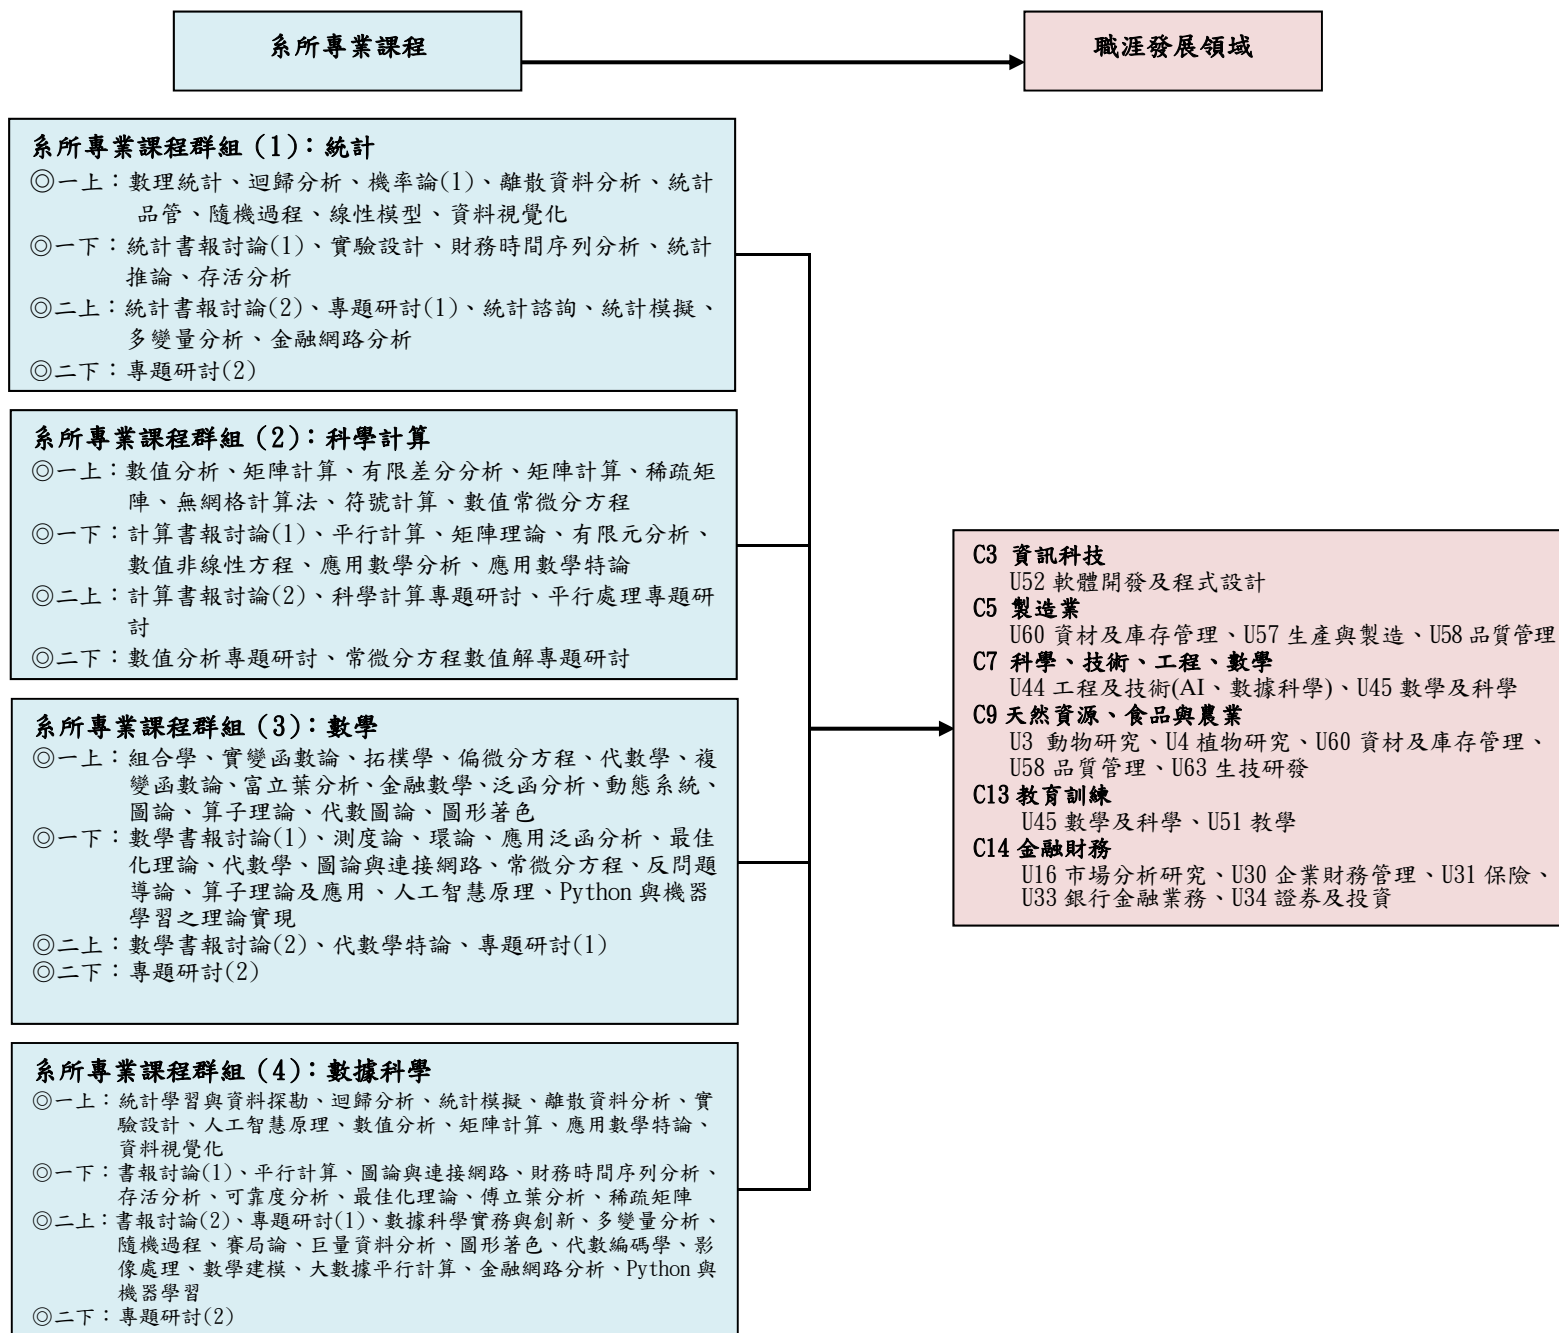 系所專業課程
職涯發展領域
系所專業課程群組 (1)：統計
◎一上：數理統計、迴歸分析、機率論(1)、離散資料分析、統計
品管、隨機過程、線性模型、資料視覺化
◎一下：統計書報討論(1)、實驗設計、財務時間序列分析、統計
推論、存活分析
◎二上：統計書報討論(2)、專題研討(1)、統計諮詢、統計模擬、
多變量分析、金融網路分析
◎二下：專題研討(2)
系所專業課程群組 (2)：科學計算
◎一上：數值分析、矩陣計算、有限差分分析、矩陣計算、稀疏矩
陣、無網格計算法、符號計算、數值常微分方程
◎一下：計算書報討論(1)、平行計算、矩陣理論、有限元分析、
數值非線性方程、應用數學分析、應用數學特論
◎二上：計算書報討論(2)、科學計算專題研討、平行處理專題研
討
◎二下：數值分析專題研討、常微分方程數值解專題研討
系所專業課程群組 (3)：數學
◎一上：組合學、實變函數論、拓樸學、偏微分方程、代數學、複
變函數論、富立葉分析、金融數學、泛函分析、動態系統、
圖論、算子理論、代數圖論、圖形著色
◎一下：數學書報討論(1)、測度論、環論、應用泛函分析、最佳
化理論、代數學、圖論與連接網路、常微分方程、反問題
導論、算子理論及應用、人工智慧原理、Python 與機器
學習之理論實現
◎二上：數學書報討論(2)、代數學特論、專題研討(1)
◎二下：專題研討(2)
系所專業課程群組 (4)：數據科學
◎一上：統計學習與資料探勘、迴歸分析、統計模擬、離散資料分析、實
驗設計、人工智慧原理、數值分析、矩陣計算、應用數學特論、
資料視覺化
◎一下：書報討論(1)、平行計算、圖論與連接網路、財務時間序列分析、
存活分析、可靠度分析、最佳化理論、傅立葉分析、稀疏矩陣
◎二上：書報討論(2)、專題研討(1)、數據科學實務與創新、多變量分析、
隨機過程、賽局論、巨量資料分析、圖形著色、代數編碼學、影
像處理、數學建模、大數據平行計算、金融網路分析、Python 與
機器學習
◎二下：專題研討(2)
C3 資訊科技
U52 軟體開發及程式設計
C5 製造業
U60 資材及庫存管理、U57 生產與製造、U58 品質管理
C7 科學、技術、工程、數學
U44 工程及技術(AI、數據科學)、U45 數學及科學
C9 天然資源、食品與農業
U3 動物研究、U4 植物研究、U60 資材及庫存管理、
U58 品質管理、U63 生技研發
C13 教育訓練
U45 數學及科學、U51 教學
C14 金融財務
U16 市場分析研究、U30 企業財務管理、U31 保險、
U33 銀行金融業務、U34 證券及投資